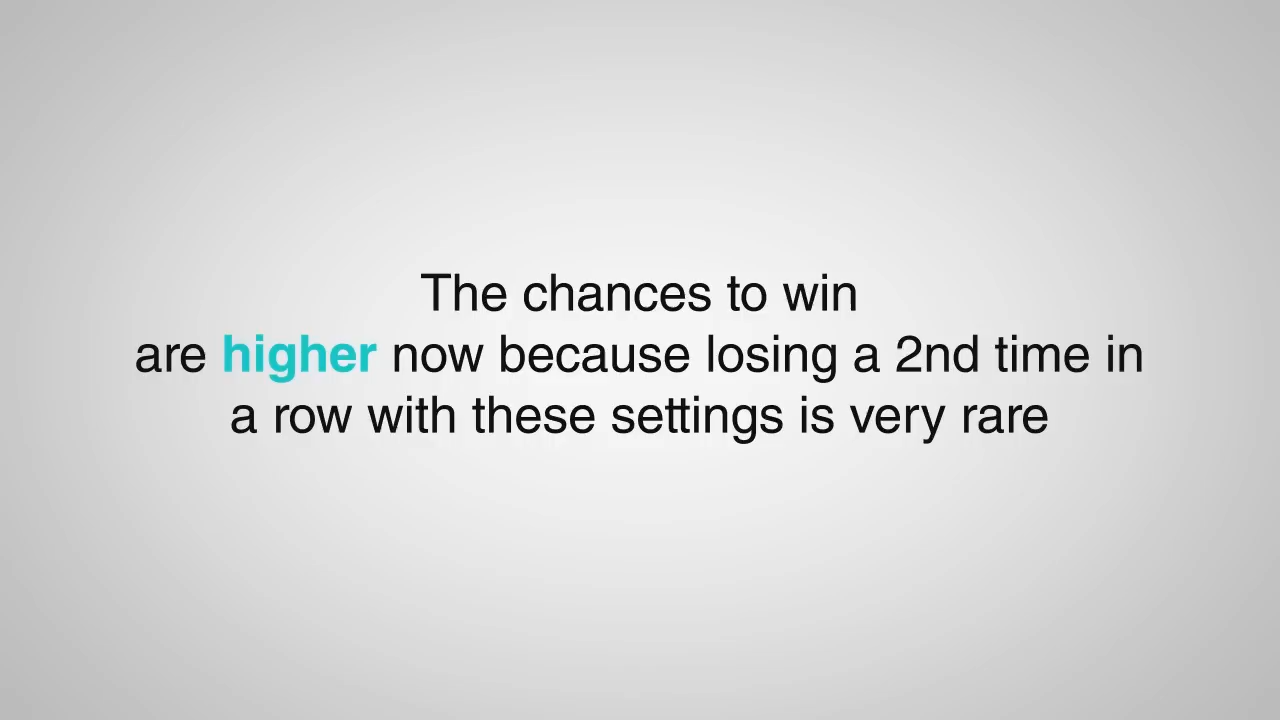 The chances to win
are higher now because losing a 2nd time in
a row with these settings is very rare